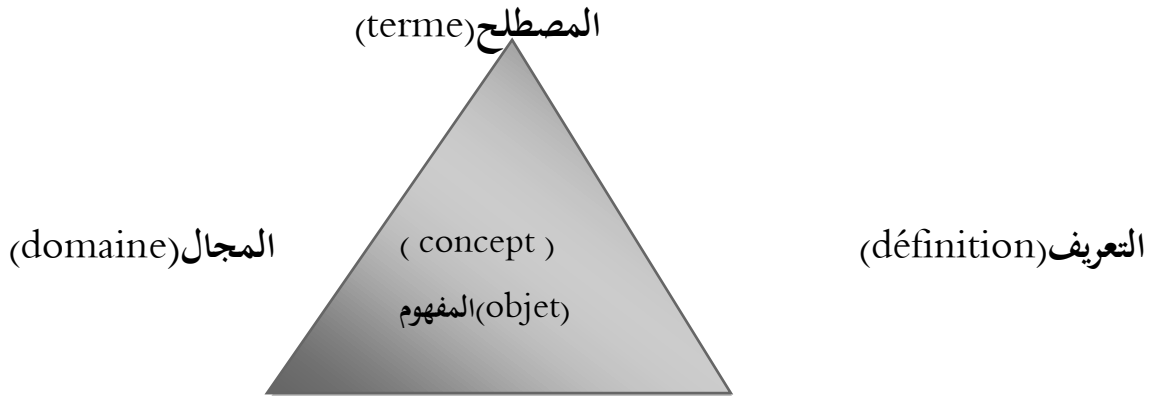 المصطلح(terme)
المجال(domaine)
( concept )
المفهوم(objet)
التعريف(définition)